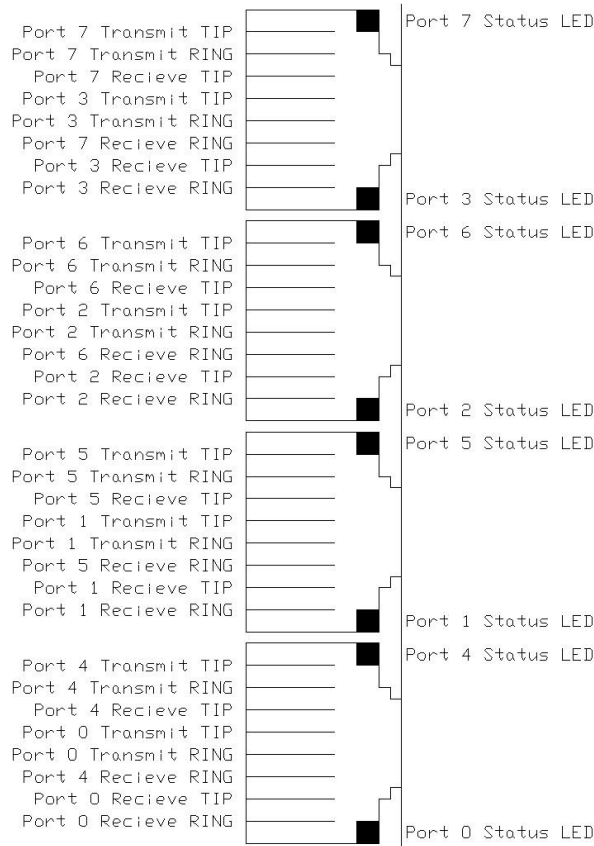 Port 7 Status LED
Port 7 Transmit TIP
Port 7 Transmit RING
Port 7 Recieve TIP
Port 3 Transmit TIP
Port 3 Transmit RING
Port 7 Recieve RING
Port 3 Recieve TIP
Port 3 Recieve RING
Port 3 Status LED
Port 6 Status LED
Port 6 Transmit TIP
Port 6 Transmit RING
Port 6 Recieve TIP
Port 2 Transmit TIP
Port 2 Transmit RING
Port 6 Recieve RING
Port 2 Recieve TIP
Port 2 Recieve RING
Port 2 Status LED
Port 5 Status LED
Port 5 Transmit TIP
Port 5 Transmit RING
Port 5 Recieve TIP
Port 1 Transmit TIP
Port 1 Transmit RING
Port 5 Recieve RING
Port 1 Recieve TIP
Port 1 Recieve RING
Port 1 Status LED
Port 4 Status LED
Port 4 Transmit TIP
Port 4 Transmit RING
Port 4 Recieve TIP
Port 0 Transmit TIP
Port 0 Transmit RING
Port 4 Recieve RING
Port 0 Recieve TIP
Port 0 Recieve RING
Port 0 Status LED